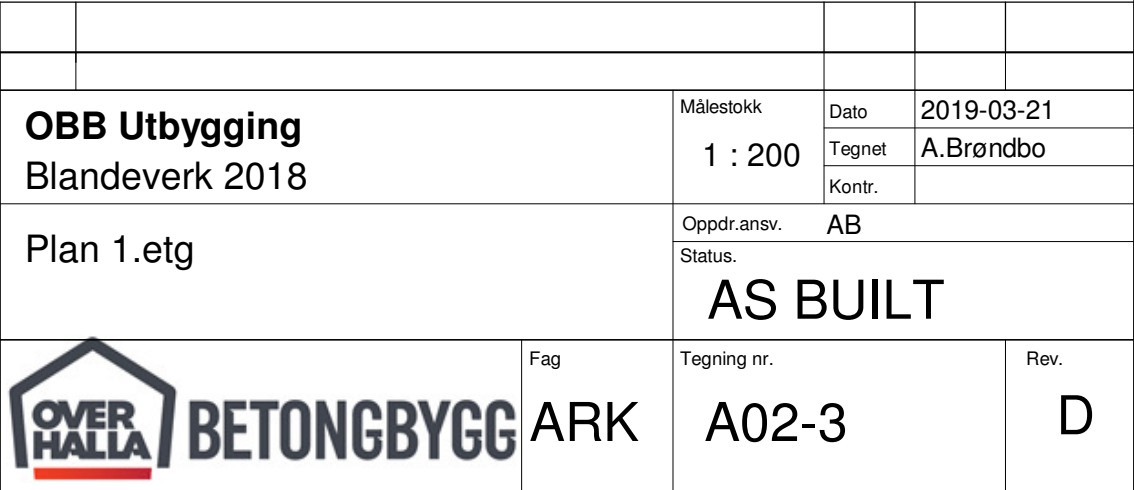 OBB Utbygging
Blandeverk 2018
Målestokk
1 : 200
Dato 2019-03-21
Tegnet A.Brøndbo
Kontr.
Plan 1.etg
Oppdr.ansv. AB
Status.
AS BUILT
OVER
HALLA
BETONGBYGG
Fag
ARK
Tegning nr.
A02-3
Rev.
D